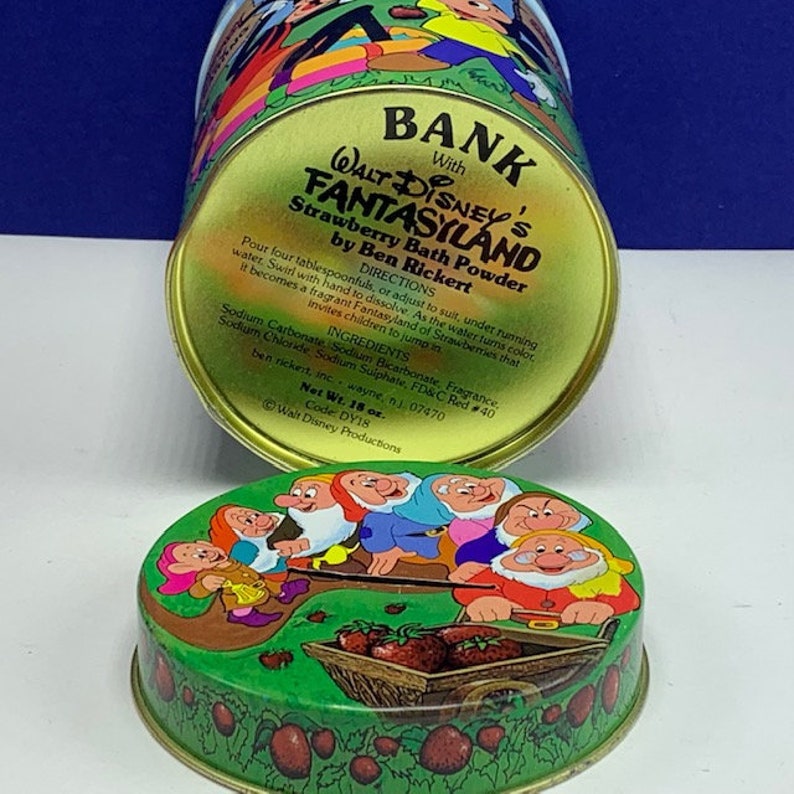 BANK
With
WALT DISNEY'S
FANTASYLAND
Strawberry Bath Powder
by Ben Rickert
DIRECTIONS
Pour four tablespoonfuls, or adjust to suit, under running
water. Swirl with hand to dissolve. As the water turns color,
it becomes a fragrant Fantasyland of Strawberries that
invites children to jump in.
INGREDIENTS
Sodium Carbonate, Sodium Bicarbonate, Fragrance,
Sodium Chloride, Sodium Sulphate, FD&C Red #40
ben rickert, inc. • wayne, n.j. 07470
Net Wt. 18 oz.
Code: DY18
©Walt Disney Productions